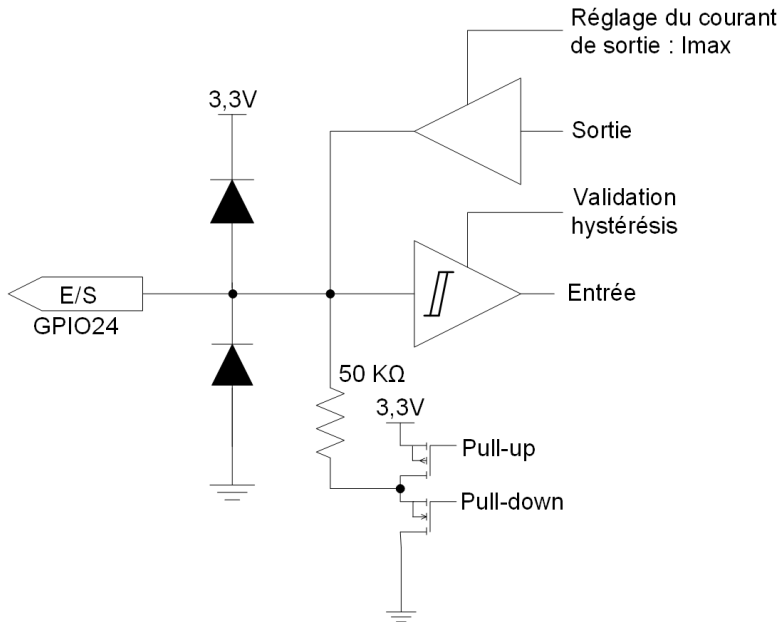 Réglage du courant
de sortie : Imax
3,3V
Sortie
Validation
hystérésis
E/S
Entrée
GPIO24
50 KΩ
3,3V
Pull-up
Pull-down